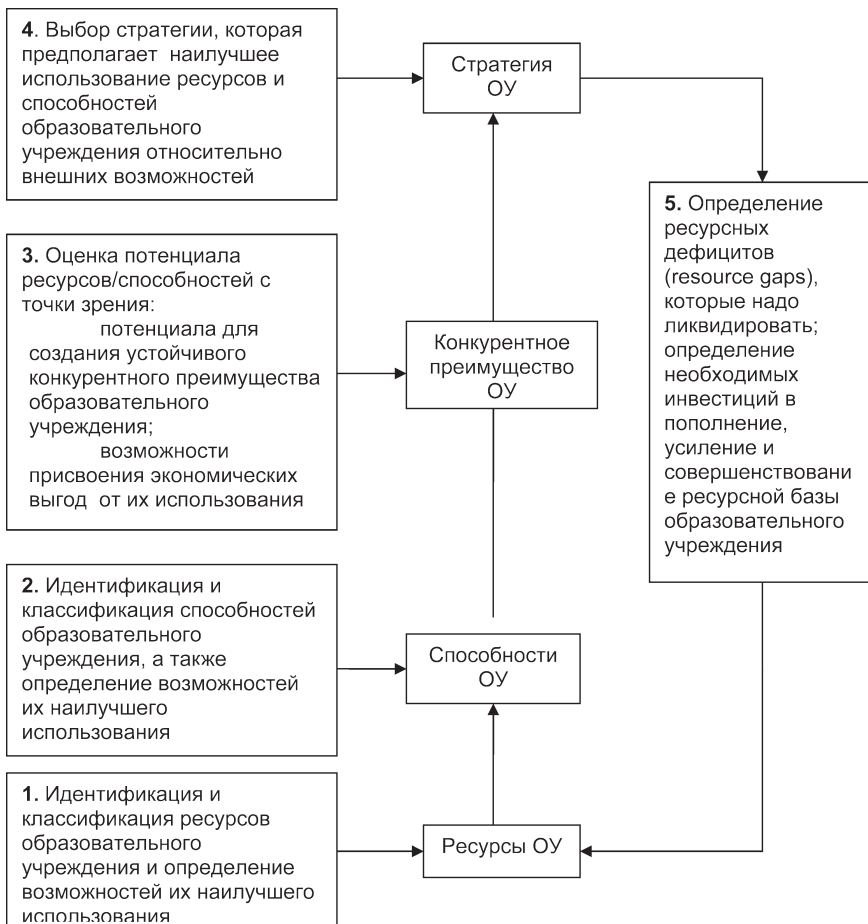 4. Выбор стратегии, которая
предполагает наилучшее
использование ресурсов и
способностей
образовательного
учреждения относительно
внешних возможностей
Стратегия
ОУ
3. Оценка потенциала
ресурсов/способностей с
точки зрения:
потенциала для
создания устойчивого
конкурентного преимущества
образовательного
учреждения;
возможности
присвоения экономических
выгод от их использования
Конкурентное
преимущество
ОУ
5. Определение
ресурсных
дефицитов
(resource gaps),
которые надо
ликвидировать;
определение
необходимых
инвестиций в
пополнение,
усиление и
совершенствовани
е ресурсной базы
образовательного
учреждения
2. Идентификация и
классификация способностей
образовательного
учреждения, а также
определение возможностей
их наилучшего
использования
Способности
ОУ
1. Идентификация и
классификация ресурсов
образовательного
учреждения и определение
возможностей их наилучшего
использования
Ресурсы ОУ